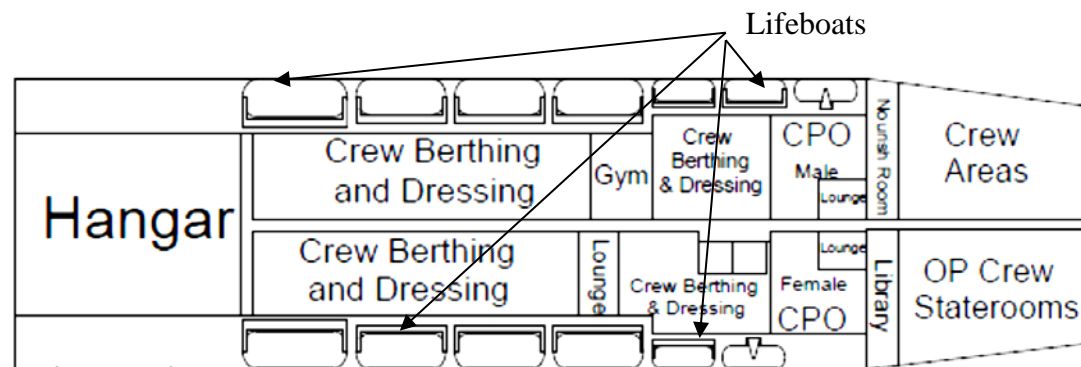 Lifeboats
Hangar
Crew Berthing
and Dressing
Gym
Crew
Berthing
& Dressing
CPO
Male
Lounge
Nourish Room
Crew
Areas
Crew Berthing
and Dressing
Lounge
Crew Berthing
& Dressing
Lounge
Female
CPO
Library
OP Crew
Staterooms